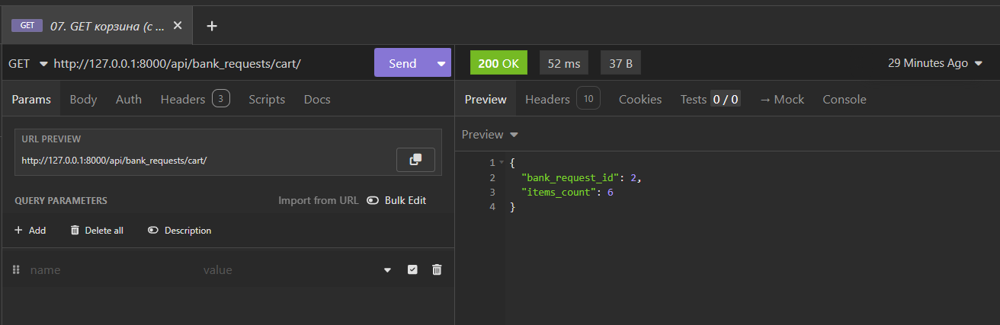 GET 07. GET корзина (с ...
GET http://127.0.0.1:8000/api/bank_requests/cart/ Send
Params Body Auth Headers 3 Scripts Docs
URL PREVIEW
http://127.0.0.1:8000/api/bank_requests/cart/
QUERY PARAMETERS Import from URL Bulk Edit
+ Add Delete all Description
name value
200 OK 52 ms 37 B 29 Minutes Ago
Preview Headers 10 Cookies Tests 0 / 0 → Mock Console
Preview
1 {
2 "bank_request_id": 2,
3 "items_count": 6
4 }